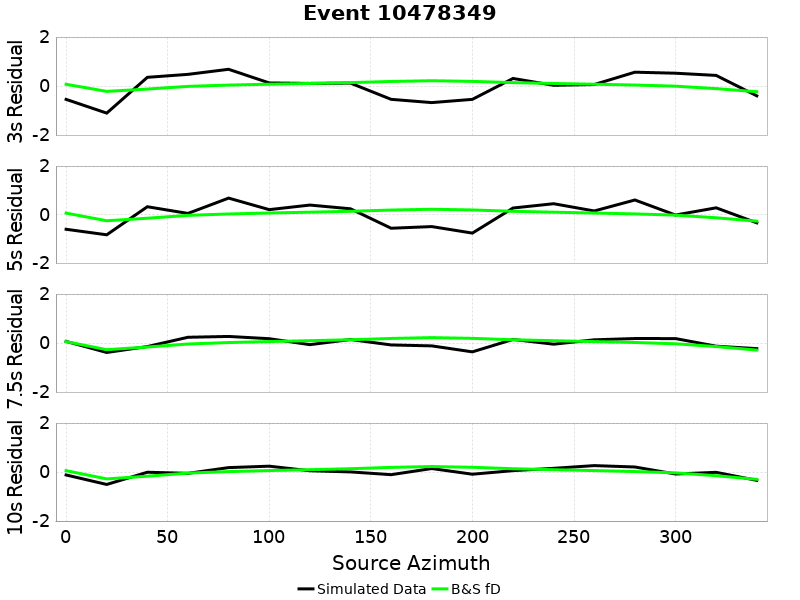 Event 10478349
3s Residual
2
0
-2
5s Residual
2
0
-2
7.5s Residual
2
0
-2
10s Residual
2
0
-2
0 50 100 150 200 250 300
Source Azimuth
Simulated Data B&S fD